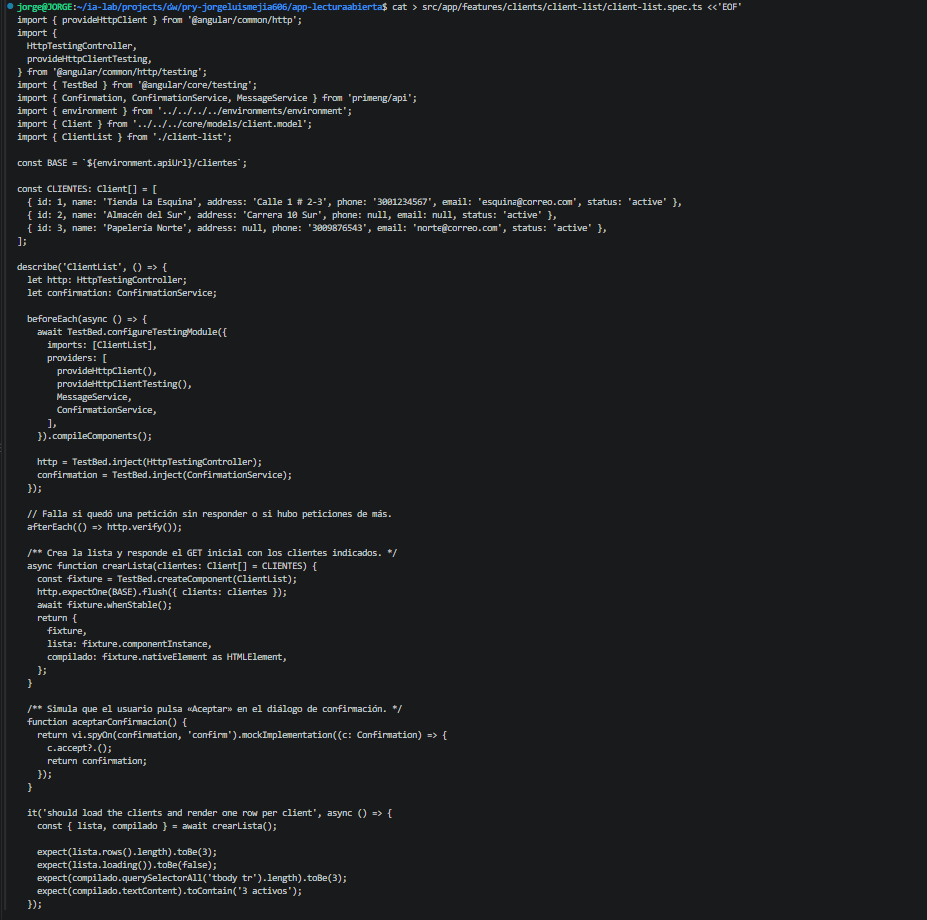 jorge@JORGE:~/ia-lab/projects/dw/pry-jorgeluismejia606/app-lecturaabierta$ cat > src/app/features/clients/client-list/client-list.spec.ts <<'EOF'
import { provideHttpClient } from '@angular/common/http';
import {
  HttpTestingController,
  provideHttpClientTesting,
} from '@angular/common/http/testing';
import { TestBed } from '@angular/core/testing';
import { Confirmation, ConfirmationService, MessageService } from 'primeng/api';
import { environment } from '../../../../environments/environment';
import { Client } from '../../../core/models/client.model';
import { ClientList } from './client-list';

const BASE = `${environment.apiUrl}/clientes`;

const CLIENTES: Client[] = [
  { id: 1, name: 'Tienda La Esquina', address: 'Calle 1 # 2-3', phone: '3001234567', email: 'esquina@correo.com', status: 'active' },
  { id: 2, name: 'Almacén del Sur', address: 'Carrera 10 Sur', phone: null, email: null, status: 'active' },
  { id: 3, name: 'Papelería Norte', address: null, phone: '3009876543', email: 'norte@correo.com', status: 'active' },
];

describe('ClientList', () => {
  let http: HttpTestingController;
  let confirmation: ConfirmationService;

  beforeEach(async () => {
    await TestBed.configureTestingModule({
      imports: [ClientList],
      providers: [
        provideHttpClient(),
        provideHttpClientTesting(),
        MessageService,
        ConfirmationService,
      ],
    }).compileComponents();

    http = TestBed.inject(HttpTestingController);
    confirmation = TestBed.inject(ConfirmationService);
  });

  // Falla si quedó una petición sin responder o si hubo peticiones de más.
  afterEach(() => http.verify());

  /** Crea la lista y responde el GET inicial con los clientes indicados. */
  async function crearLista(clientes: Client[] = CLIENTES) {
    const fixture = TestBed.createComponent(ClientList);
    http.expectOne(BASE).flush({ clients: clientes });
    await fixture.whenStable();
    return {
      fixture,
      lista: fixture.componentInstance,
      compilado: fixture.nativeElement as HTMLElement,
    };
  }

  /** Simula que el usuario pulsa «Aceptar» en el diálogo de confirmación. */
  function aceptarConfirmacion() {
    return vi.spyOn(confirmation, 'confirm').mockImplementation((c: Confirmation) => {
      c.accept?.();
      return confirmation;
    });
  }

  it('should load the clients and render one row per client', async () => {
    const { lista, compilado } = await crearLista();

    expect(lista.rows().length).toBe(3);
    expect(lista.loading()).toBe(false);
    expect(compilado.querySelectorAll('tbody tr').length).toBe(3);
    expect(compilado.textContent).toContain('3 activos');
  });